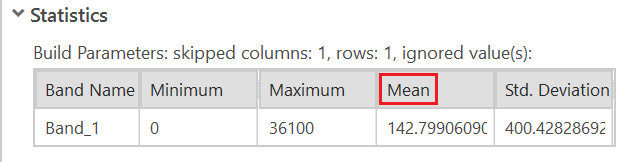 Statistics
Build Parameters: skipped columns: 1, rows: 1, ignored value(s):
Band Name Minimum Maximum Mean Std. Deviation
Band_1 0 36100 142.79906090 400.42828692